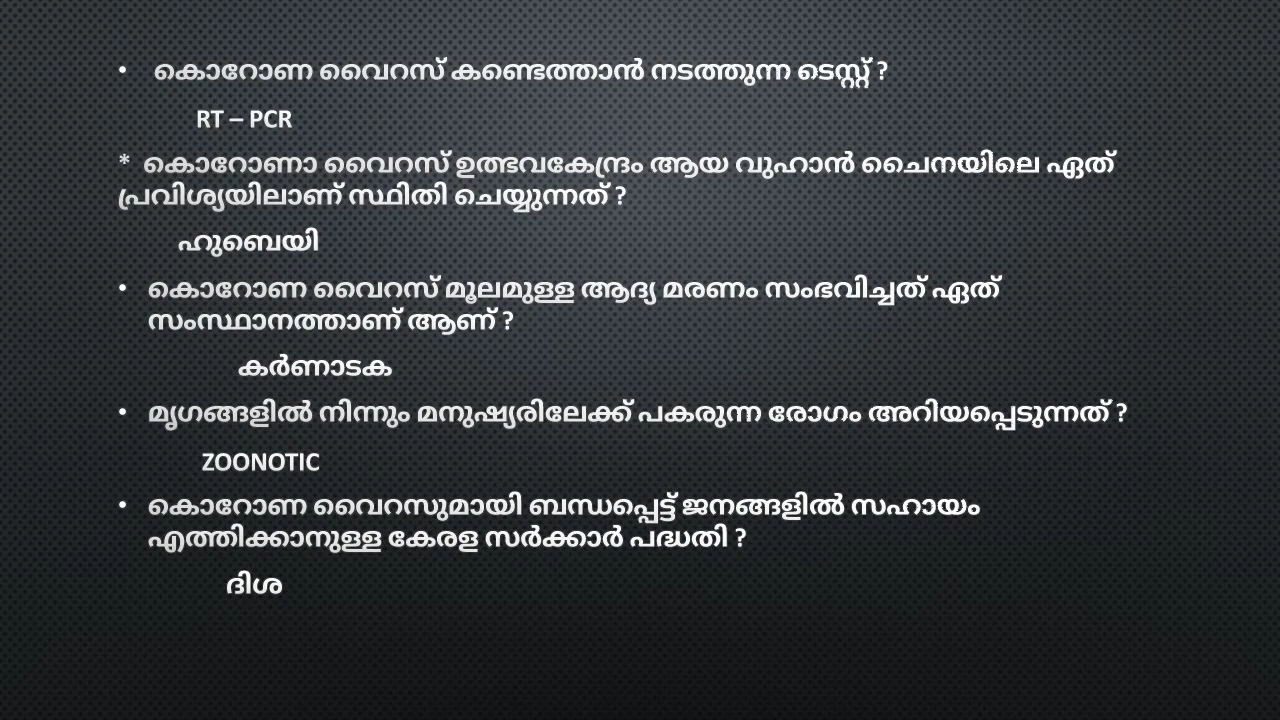 • കൊറോണ വൈറസ് കണ്ടെത്താൻ നടത്തുന്ന ടെസ്റ്റ് ?
RT – PCR
* കൊറോണാ വൈറസ് ഉത്ഭവകേന്ദ്രം ആയ വുഹാൻ ചൈനയിലെ ഏത്
പ്രവിശ്യയിലാണ് സ്ഥിതി ചെയ്യുന്നത് ?
ഹുബെയി
• കൊറോണ വൈറസ് മൂലമുള്ള ആദ്യ മരണം സംഭവിച്ചത് ഏത്
സംസ്ഥാനത്താണ് ആണ് ?
കർണാടക
• മൃഗങ്ങളിൽ നിന്നും മനുഷ്യരിലേക്ക് പകരുന്ന രോഗം അറിയപ്പെടുന്നത് ?
ZOONOTIC
• കൊറോണ വൈറസുമായി ബന്ധപ്പെട്ട് ജനങ്ങളിൽ സഹായം
എത്തിക്കാനുള്ള കേരള സർക്കാർ പദ്ധതി ?
ദിശ